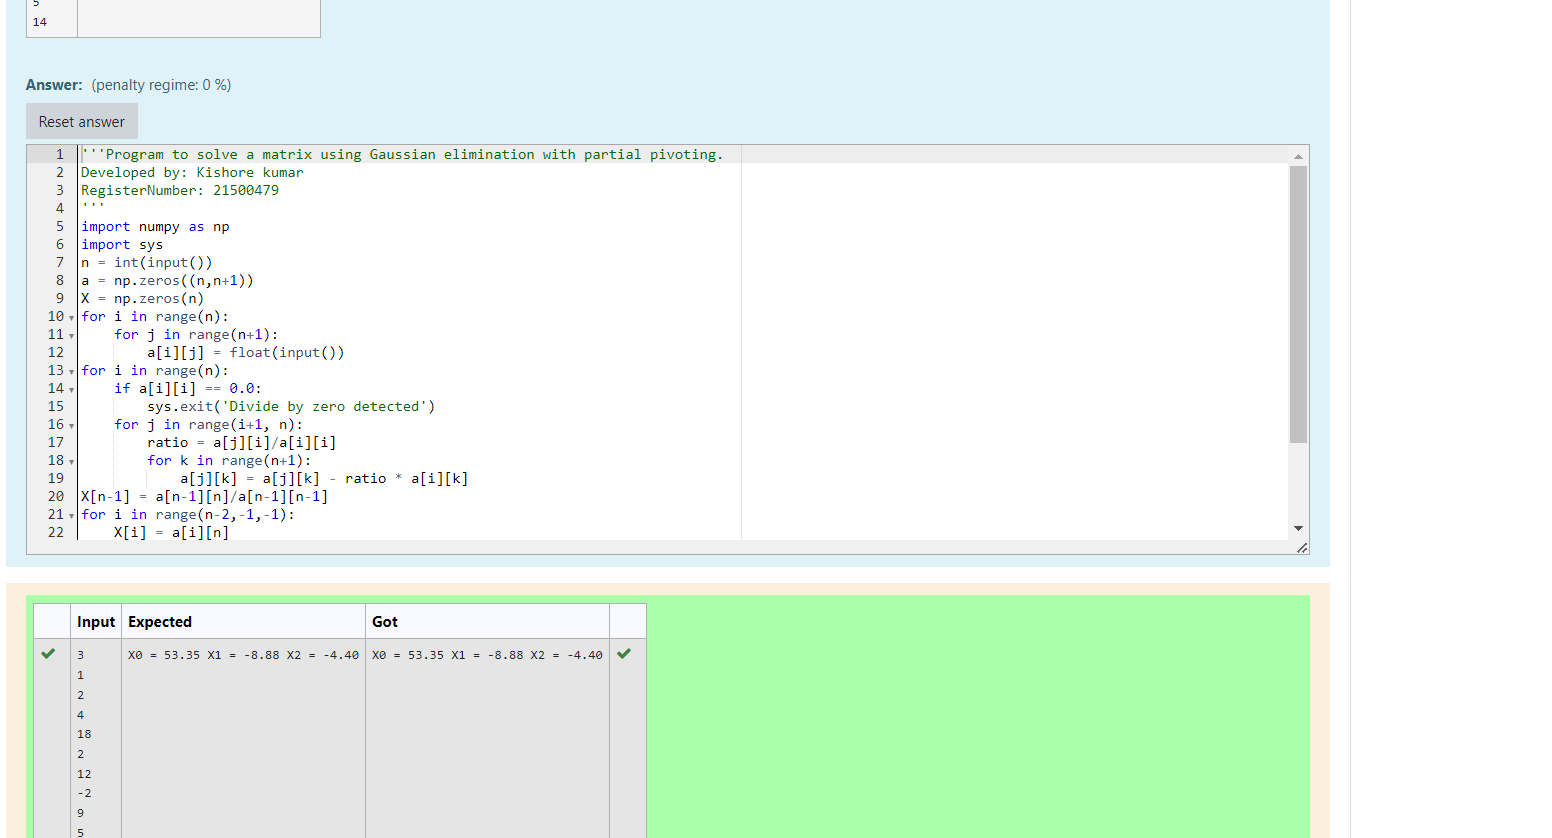 5
14
Answer: (penalty regime: 0 %)
Reset answer
1 '''Program to solve a matrix using Gaussian elimination with partial pivoting.
2 Developed by: Kishore kumar
3 RegisterNumber: 21500479
4 '''
5 import numpy as np
6 import sys
7 n = int(input())
8 a = np.zeros((n,n+1))
9 X = np.zeros(n)
10 for i in range(n):
11     for j in range(n+1):
12         a[i][j] = float(input())
13 for i in range(n):
14     if a[i][i] == 0.0:
15         sys.exit('Divide by zero detected')
16     for j in range(i+1, n):
17         ratio = a[j][i]/a[i][i]
18         for k in range(n+1):
19             a[j][k] = a[j][k] - ratio * a[i][k]
20 X[n-1] = a[n-1][n]/a[n-1][n-1]
21 for i in range(n-2,-1,-1):
22     X[i] = a[i][n]
Input Expected Got
3 X0 = 53.35 X1 = -8.88 X2 = -4.40 X0 = 53.35 X1 = -8.88 X2 = -4.40
1
2
4
18
2
12
-2
9
5